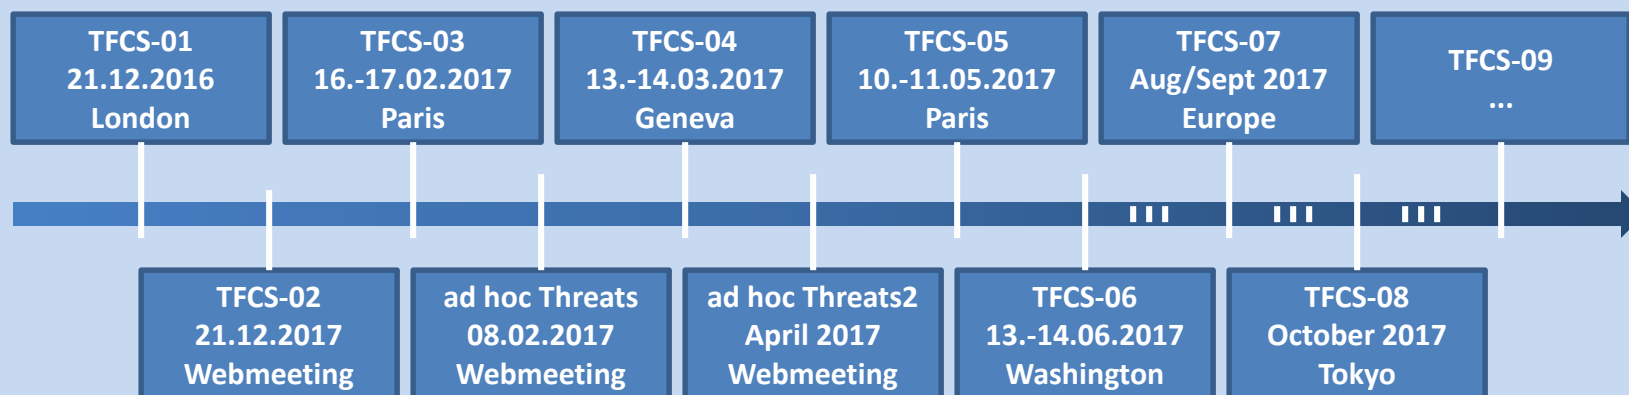 TFCS-01
21.12.2016
London
TFCS-03
16.-17.02.2017
Paris
TFCS-04
13.-14.03.2017
Geneva
TFCS-05
10.-11.05.2017
Paris
TFCS-07
Aug/Sept 2017
Europe
TFCS-09
...
TFCS-02
21.12.2017
Webmeeting
ad hoc Threats
08.02.2017
Webmeeting
ad hoc Threats2
April 2017
Webmeeting
TFCS-06
13.-14.06.2017
Washington
TFCS-08
October 2017
Tokyo